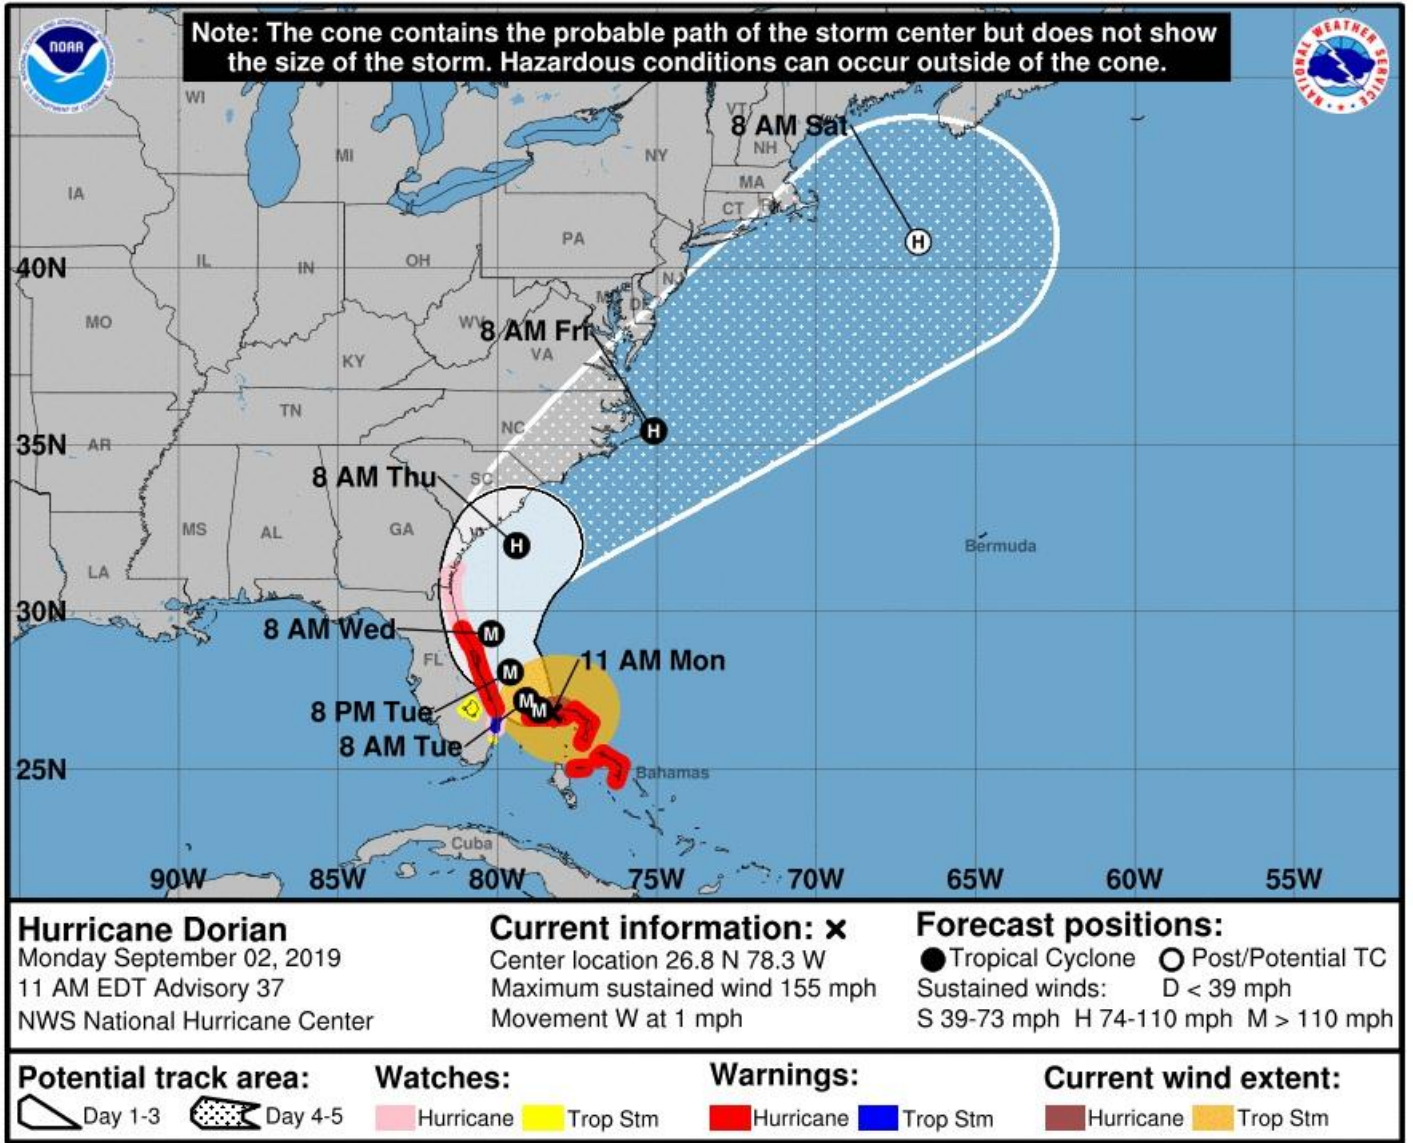 Note: The cone contains the probable path of the storm center but does not show
the size of the storm. Hazardous conditions can occur outside of the cone.
NOAA
NATIONAL WEATHER SERVICE
WI
VT
8 AM Sat
NH
MI
NY
MA
IA
CT
RI
H
PA
40N
IL
IN
OH
NJ
MD
DE
MO
WV
8 AM Fri
VA
KY
TN
NC
H
35N
AR
8 AM Thu
SC
MS
AL
GA
H
Bermuda
LA
30N
8 AM Wed
M
FL
M
11 AM Mon
8 PM Tue
M
M
8 AM Tue
25N
Bahamas
Cuba
90W 85W 80W 75W 70W 65W 60W 55W
Hurricane Dorian
Monday September 02, 2019
11 AM EDT Advisory 37
NWS National Hurricane Center
Current information: ×
Center location 26.8 N 78.3 W
Maximum sustained wind 155 mph
Movement W at 1 mph
Forecast positions:
Tropical Cyclone Post/Potential TC
Sustained winds: D < 39 mph
S 39-73 mph H 74-110 mph M > 110 mph
Potential track area:
Day 1-3 Day 4-5
Watches:
Hurricane Trop Stm
Warnings:
Hurricane Trop Stm
Current wind extent:
Hurricane Trop Stm